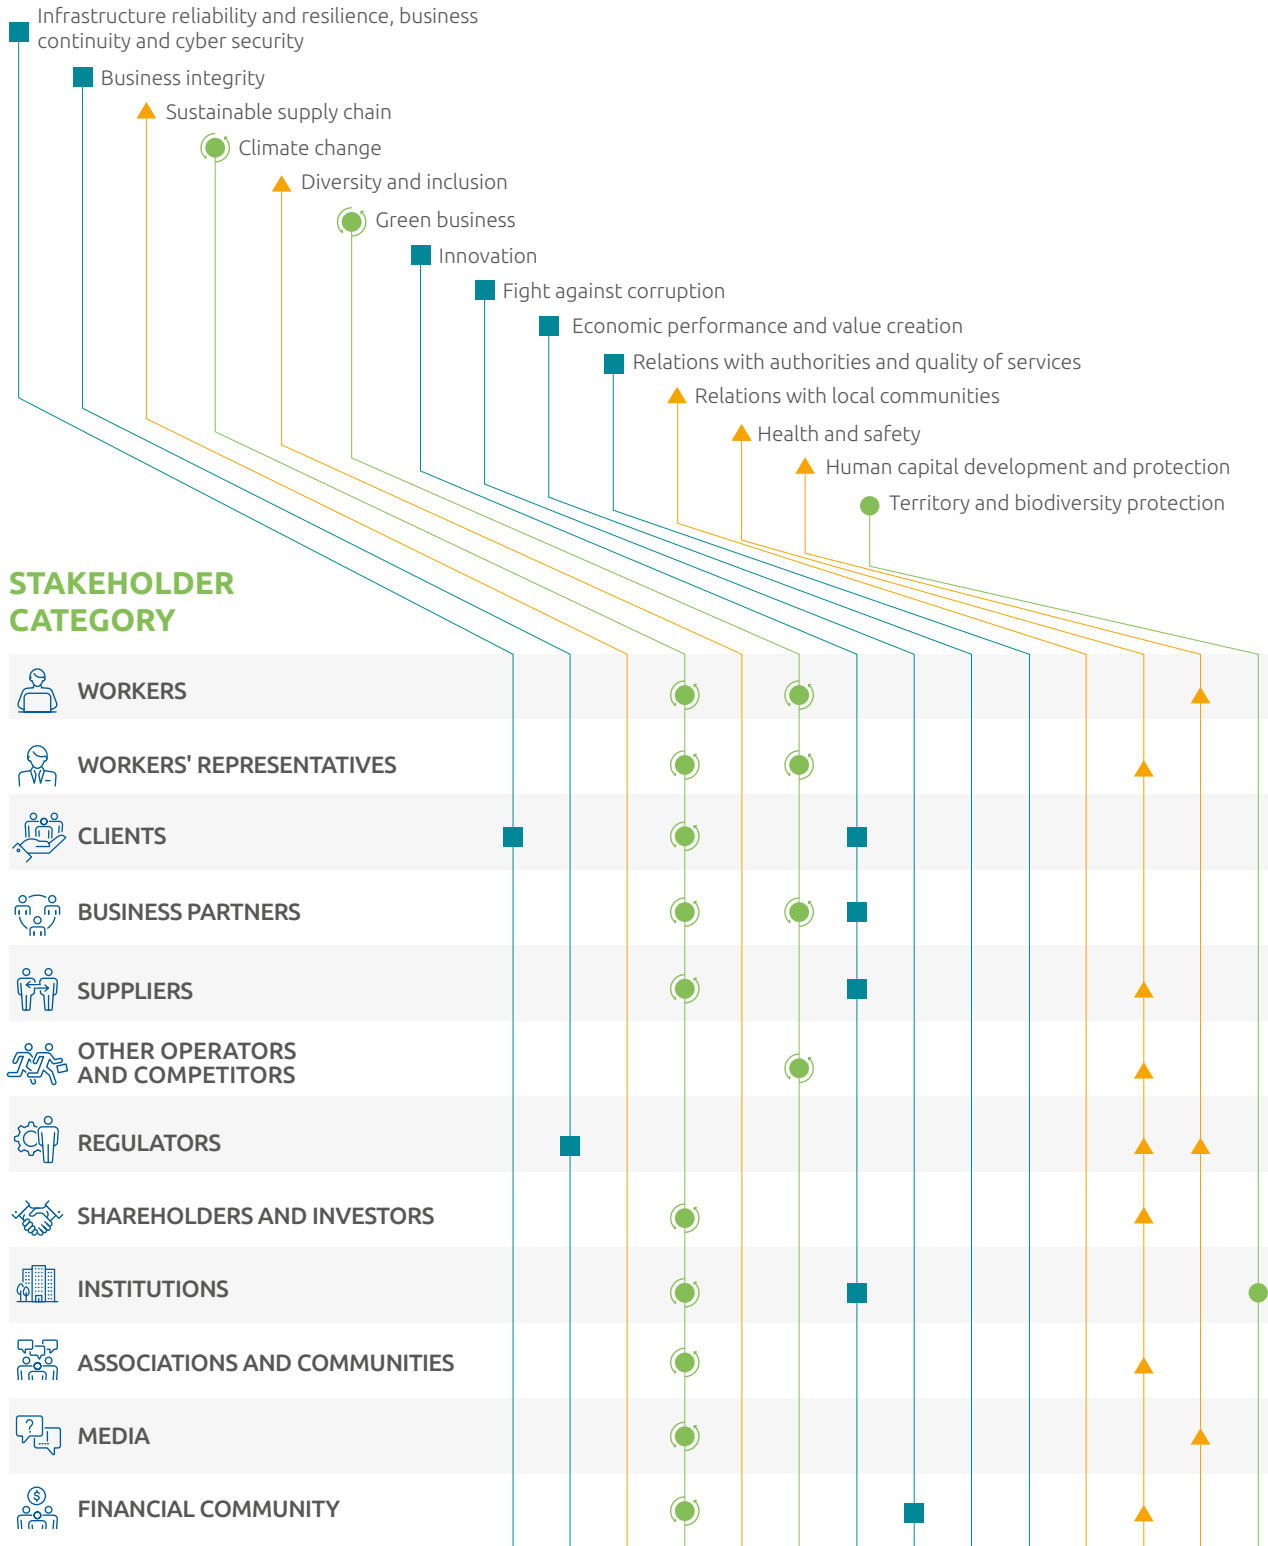 Infrastructure reliability and resilience, business
continuity and cyber security
Business integrity
Sustainable supply chain
Climate change
Diversity and inclusion
Green business
Innovation
Fight against corruption
Economic performance and value creation
Relations with authorities and quality of services
Relations with local communities
Health and safety
Human capital development and protection
Territory and biodiversity protection
STAKEHOLDER
CATEGORY
WORKERS
WORKERS' REPRESENTATIVES
CLIENTS
BUSINESS PARTNERS
SUPPLIERS
OTHER OPERATORS
AND COMPETITORS
REGULATORS
SHAREHOLDERS AND INVESTORS
INSTITUTIONS
ASSOCIATIONS AND COMMUNITIES
MEDIA
FINANCIAL COMMUNITY